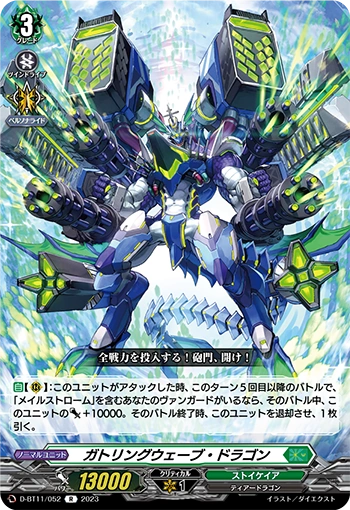 3
グレード
ツインドライブ
ペルソナライド
全戦力を投入する！砲門、開け！
自【(R)】：このユニットがアタックした時、このターン５回目以降のバトルで、
「メイルストローム」を含むあなたのヴァンガードがいるなら、そのバトル中、こ
のユニットの+10000。そのバトル終了時、このユニットを退却させ、１枚
引く。
ノーマルユニット
ガトリングウェーブ・ドラゴン
パワー 13000
クリティカル
1
ストイケイア
ティアードラゴン
D-BT11/052 R 2023
イラスト／ダイエクスト